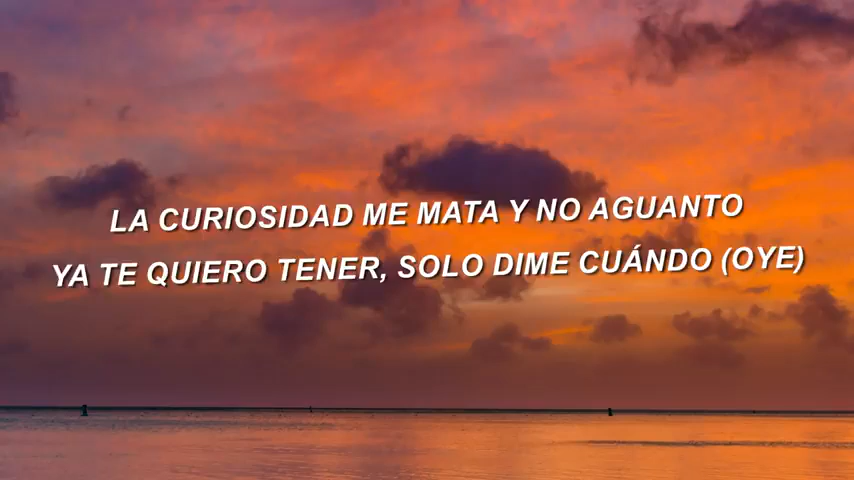 LA CURIOSIDAD ME MATA Y NO AGUANTO
YA TE QUIERO TENER, SOLO DIME CUÁNDO (OYE)